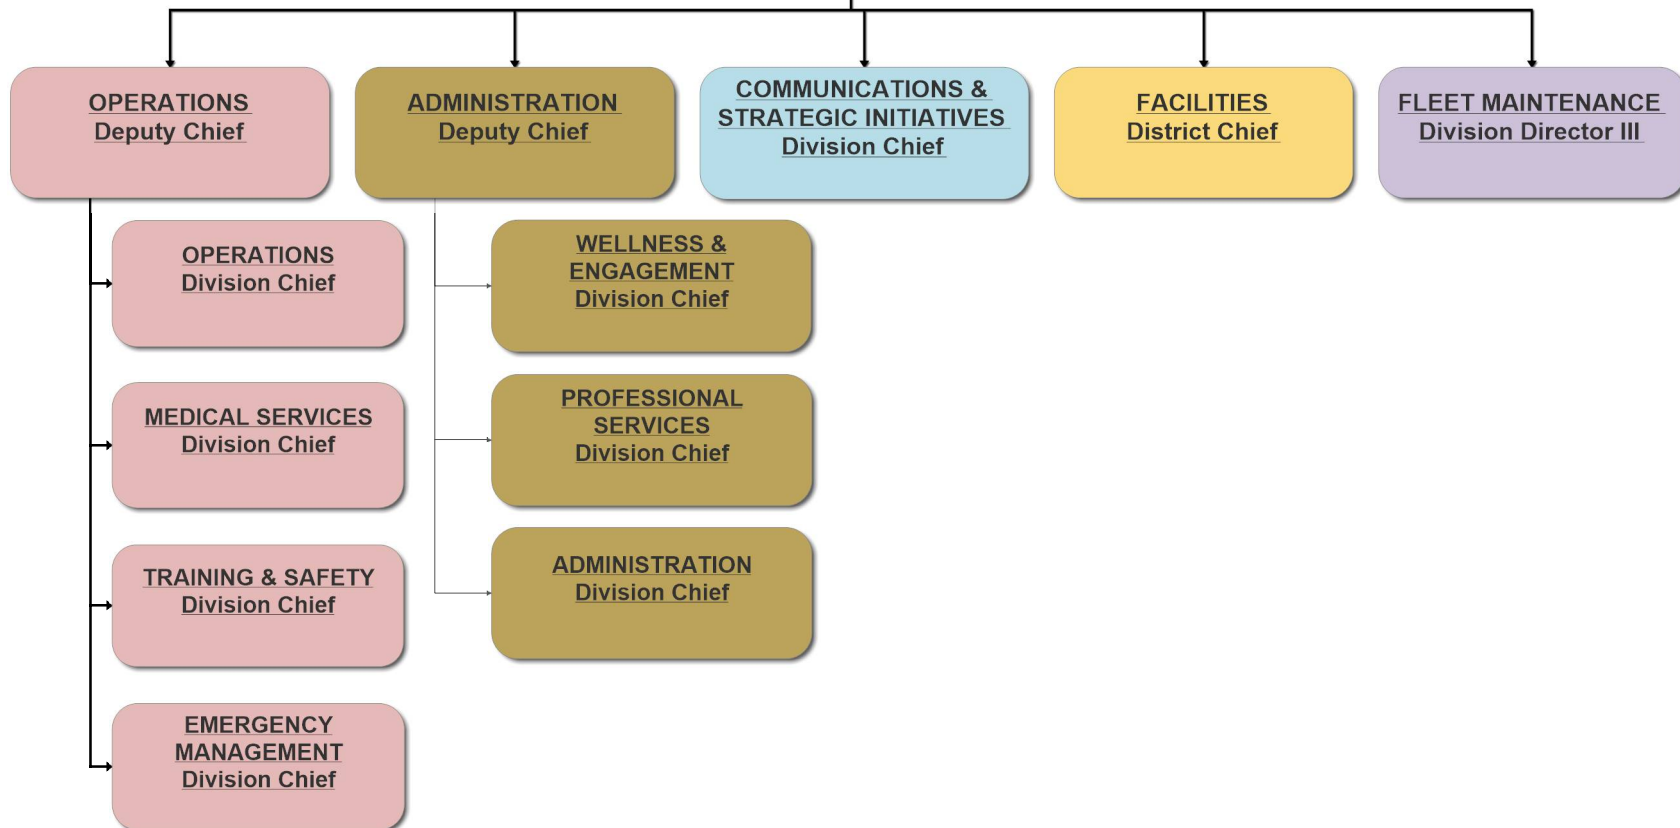 OPERATIONS
Deputy Chief
ADMINISTRATION
Deputy Chief
COMMUNICATIONS &
STRATEGIC INITIATIVES
Division Chief
FACILITIES
District Chief
FLEET MAINTENANCE
Division Director III
OPERATIONS
Division Chief
MEDICAL SERVICES
Division Chief
TRAINING & SAFETY
Division Chief
EMERGENCY
MANAGEMENT
Division Chief
WELLNESS &
ENGAGEMENT
Division Chief
PROFESSIONAL
SERVICES
Division Chief
ADMINISTRATION
Division Chief